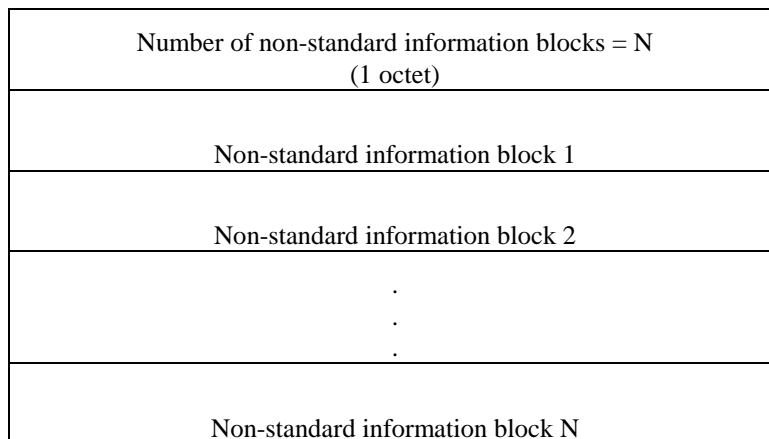 Number of non-standard information blocks = N
(1 octet)
Non-standard information block 1
Non-standard information block 2
.
.
.
Non-standard information block N